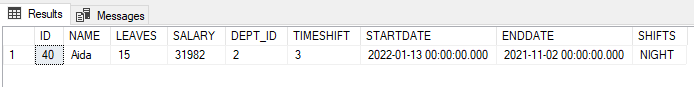 Results Messages
ID NAME LEAVES SALARY DEPT_ID TIMESHIFT STARTDATE ENDDATE SHIFTS
1 40 Aida 15 31982 2 3 2022-01-13 00:00:00.000 2021-11-02 00:00:00.000 NIGHT